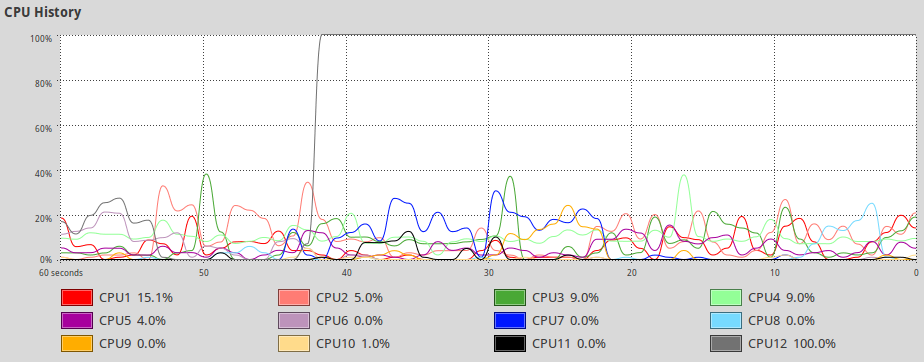 CPU History
100%
80%
60%
40%
20%
0%
60 seconds 50 40 30 20 10 0
CPU1 15.1% CPU2 5.0% CPU3 9.0% CPU4 9.0%
CPU5 4.0% CPU6 0.0% CPU7 0.0% CPU8 0.0%
CPU9 0.0% CPU10 1.0% CPU11 0.0% CPU12 100.0%